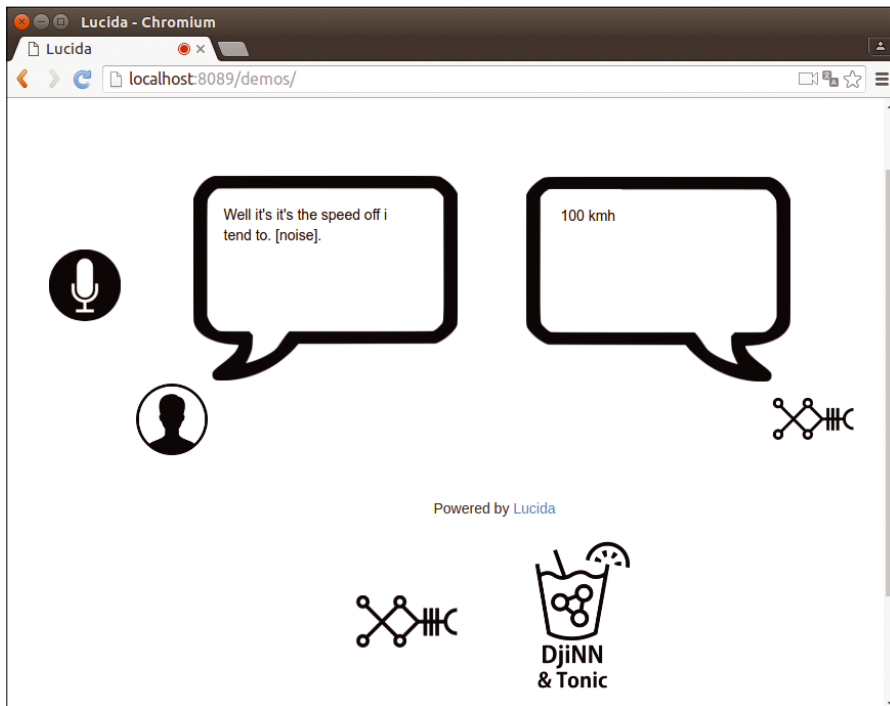 Lucida - Chromium
Lucida
localhost:8089/demos/
Well it's it's the speed off i
tend to. [noise].
100 kmh
Powered by Lucida
DjiNN
& Tonic